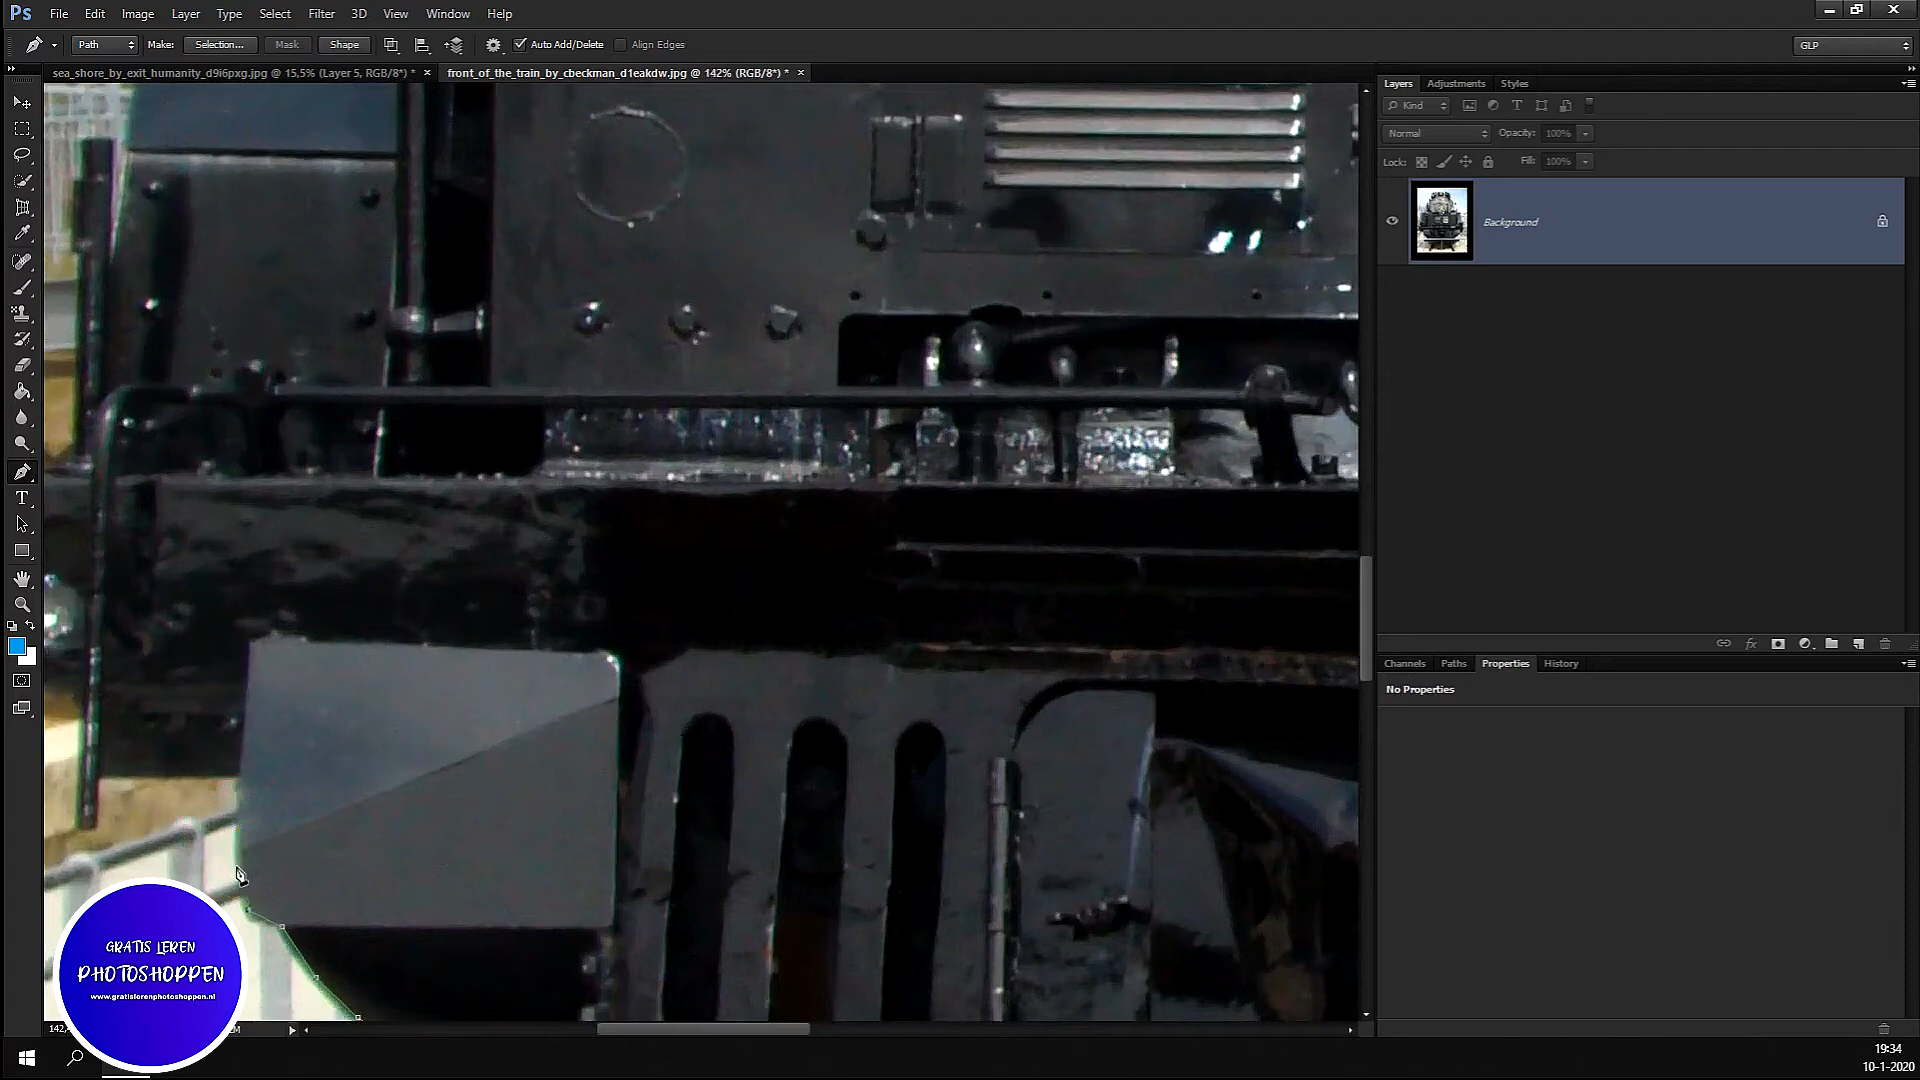 Ps File Edit Image Layer Type Select Filter 3D View Window Help
Path Make: Selection... Mask Shape Auto Add/Delete Align Edges GLP
sea_shore_by_exit_humanity_d9i6pxg.jpg @ 15,5% (Layer 5, RGB/8*) * × front_of_the_train_by_cbeckman_d1eakdw.jpg @ 142% (RGB/8*) * ×
Layers Adjustments Styles
Kind
Normal Opacity: 100%
Lock: Fill: 100%
Background
Channels Paths Properties History
No Properties
GRATIS LEREN
PHOTOSHOPPEN
www.gratislerenphotoshoppen.nl
19:34
10-1-2020